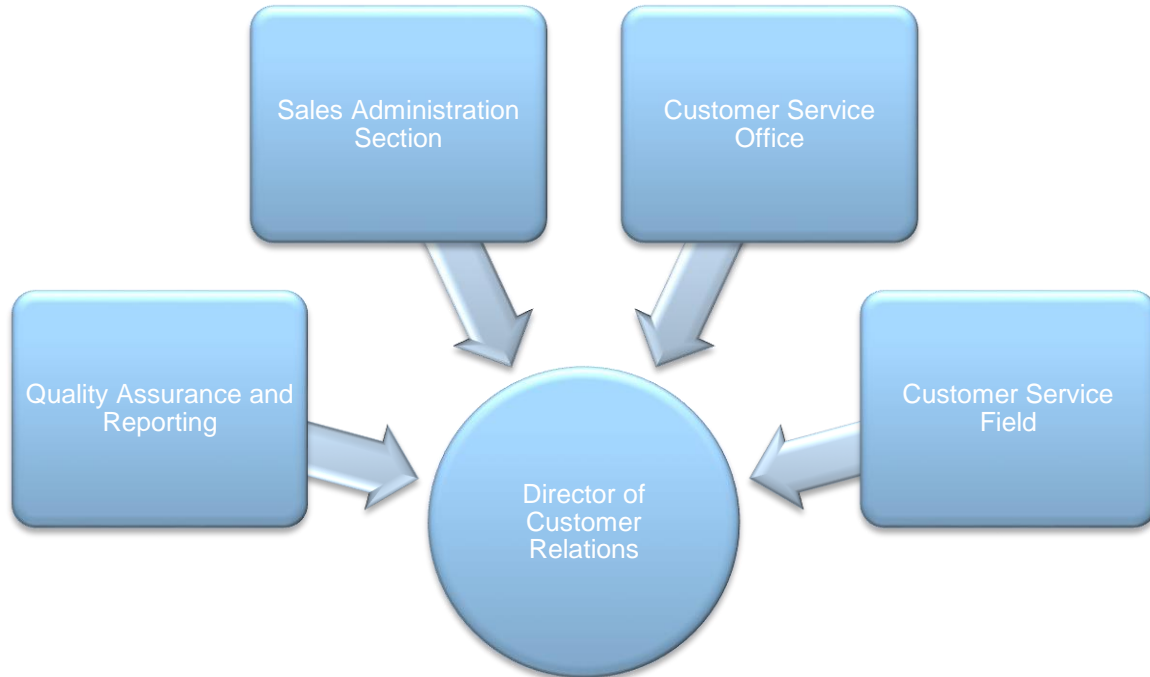 Sales Administration
Section
Customer Service
Office
Quality Assurance and
Reporting
Customer Service
Field
Director of
Customer
Relations